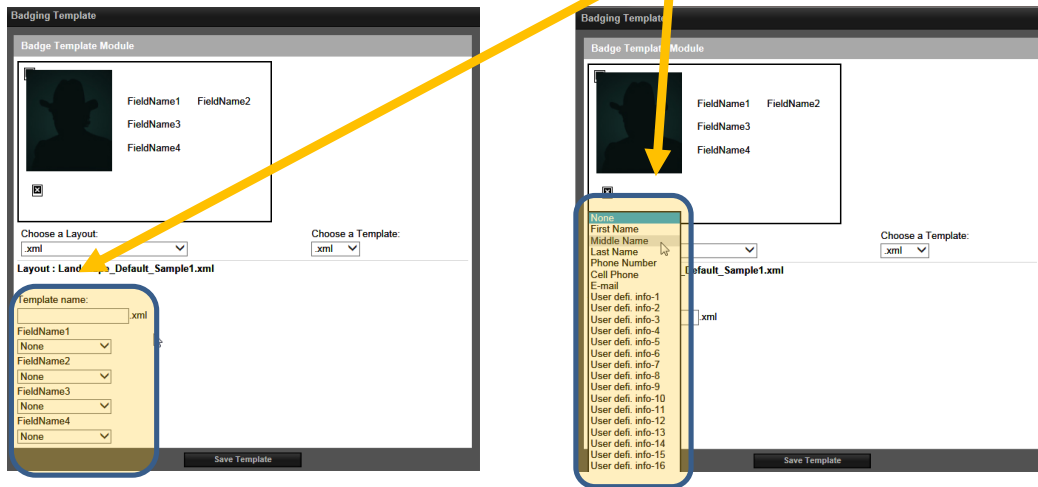 Badging Template
Badge Template Module
FieldName1 FieldName2
FieldName3
FieldName4
Choose a Layout: Choose a Template:
.xml .xml
Layout : Land _Default_Sample1.xml
Template name:
.xml
FieldName1
None
FieldName2
None
FieldName3
None
FieldName4
None
Save Template
Badging Template
Badge Template Module
FieldName1 FieldName2
FieldName3
FieldName4
Choose a Template:
.xml
Default_Sample1.xml
.xml
None
First Name
Middle Name
Last Name
Phone Number
Cell Phone
E-mail
User defi. info-1
User defi. info-2
User defi. info-3
User defi. info-4
User defi. info-5
User defi. info-6
User defi. info-7
User defi. info-8
User defi. info-9
User defi. info-10
User defi. info-11
User defi. info-12
User defi. info-13
User defi. info-14
User defi. info-15
User defi. info-16
Save Template